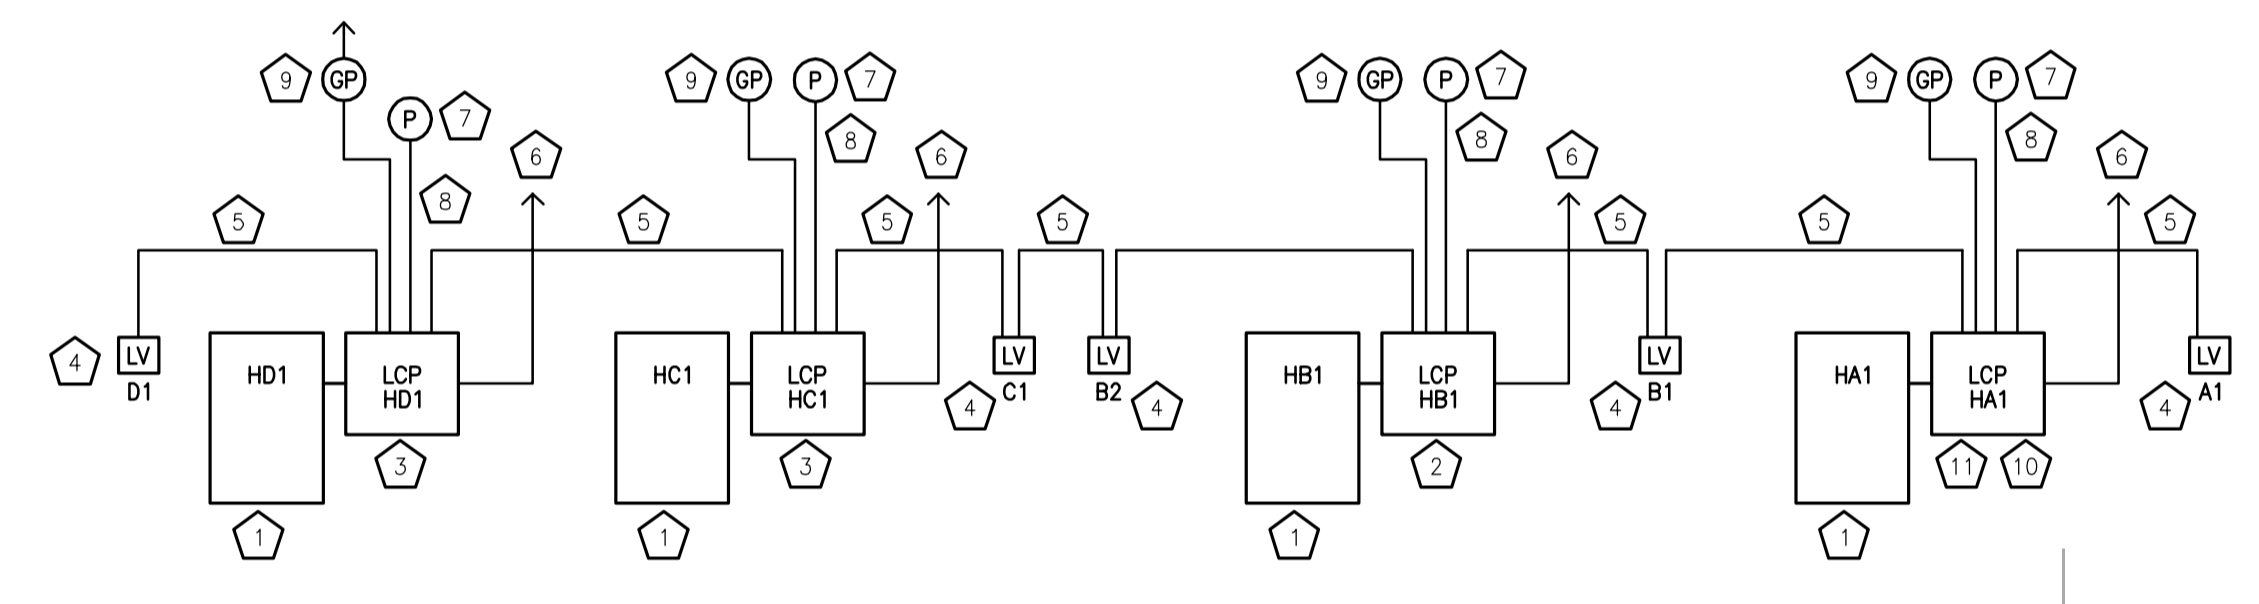 9 GP 9 GP P 7 9 GP P 7 9 GP P 7
P 7
8 8 8
6 6 6 6
8
5 5 5 5 5 5 5
4 LV HD1 LCP HC1 LCP LV LV HB1 LCP LV HA1 LCP LV
D1 HD1 HC1 C1 B2 HB1 B1 HA1 A1
4 4 4 4
3 3 2 11 10
1 1 1 1